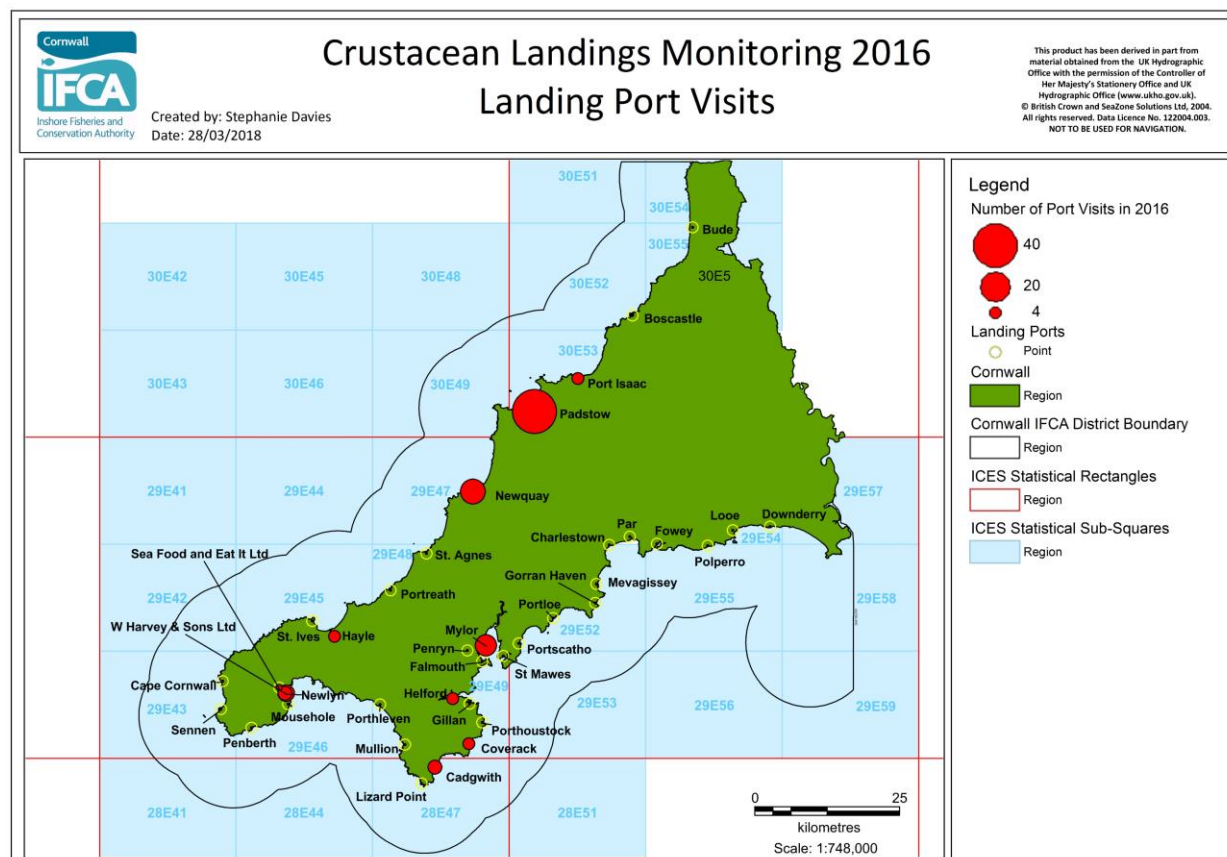 Cornwall
IFCA
Inshore Fisheries and
Conservation Authority
Created by: Stephanie Davies
Date: 28/03/2018
Crustacean Landings Monitoring 2016
Landing Port Visits
This product has been derived in part from
material obtained from the UK Hydrographic
Office with the permission of the Controller of
Her Majesty's Stationery Office and UK
Hydrographic Office (www.ukho.gov.uk).
© British Crown and SeaZone Solutions Ltd, 2004.
All rights reserved. Data Licence No. 122004.003.
NOT TO BE USED FOR NAVIGATION.
30E51
30E54
Bude
30E55
30E42
30E45
30E48
30E52
30E5
Boscastle
30E53
30E43
30E46
30E49
Port Isaac
Padstow
29E41
29E44
29E47
29E57
Newquay
Looe
Downderry
Par
Fowey
Charlestown
29E54
Sea Food and Eat It Ltd
29E48
St. Agnes
Polperro
Gorran Haven
Mevagissey
29E42
29E45
Portreath
Portloe
29E55
29E58
W Harvey & Sons Ltd
St. Ives
Hayle
Mylor
29E52
Penryn
Portscatho
Falmouth
St Mawes
Cape Cornwall
29E49
Newlyn
Helford
29E43
29E53
29E56
29E59
Sennen
Mousehole
Porthleven
Gillan
Porthoustock
Penberth
29E46
Mullion
Coverack
Cadgwith
Lizard Point
28E41
28E44
28E47
28E51
0
25
kilometres
Scale: 1:748,000
Legend
Number of Port Visits in 2016
40
20
4
Landing Ports
Point
Cornwall
Region
Cornwall IFCA District Boundary
Region
ICES Statistical Rectangles
Region
ICES Statistical Sub-Squares
Region